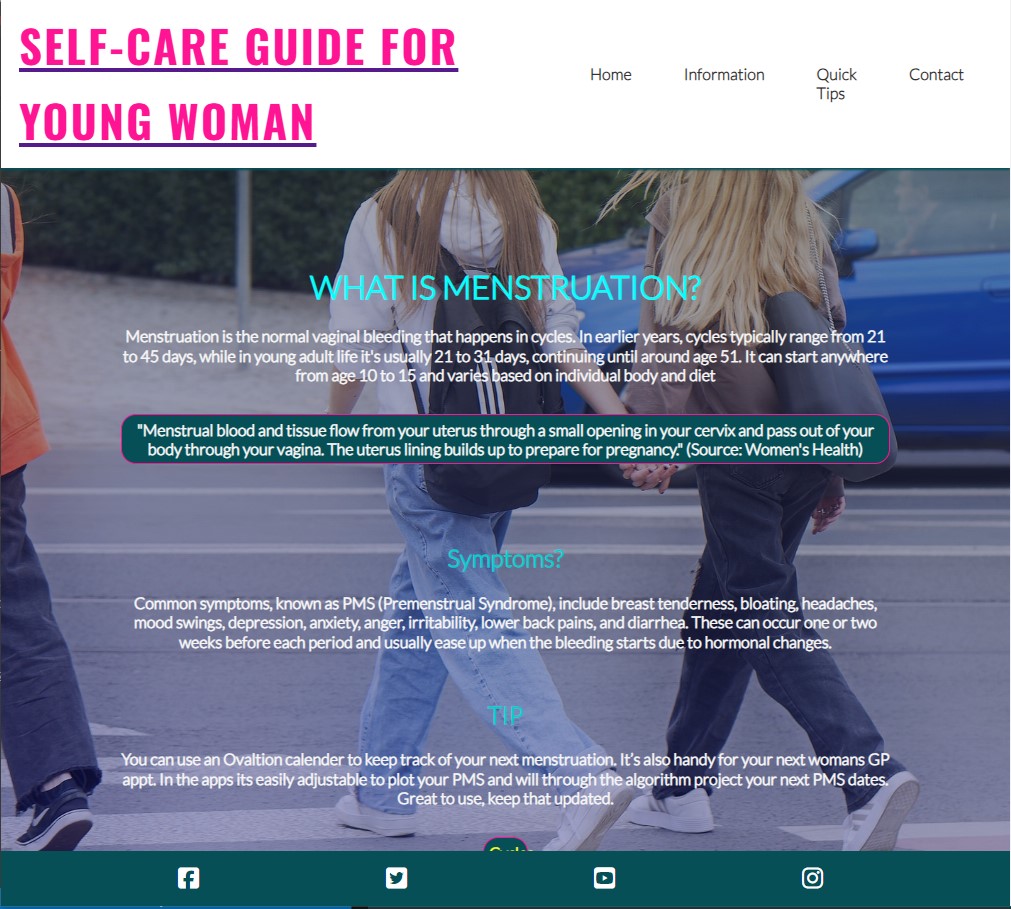 SELF-CARE GUIDE FOR
YOUNG WOMAN
Home
Information
Quick
Tips
Contact
WHAT IS MENSTRUATION?
Menstruation is the normal vaginal bleeding that happens in cycles. In earlier years, cycles typically range from 21
to 45 days, while in young adult life it's usually 21 to 31 days, continuing until around age 51. It can start anywhere
from age 10 to 15 and varies based on individual body and diet
"Menstrual blood and tissue flow from your uterus through a small opening in your cervix and pass out of your
body through your vagina. The uterus lining builds up to prepare for pregnancy." (Source: Women's Health)
Symptoms?
Common symptoms, known as PMS (Premenstrual Syndrome), include breast tenderness, bloating, headaches,
mood swings, depression, anxiety, anger, irritability, lower back pains, and diarrhea. These can occur one or two
weeks before each period and usually ease up when the bleeding starts due to hormonal changes.
TIP
You can use an Ovaltion calender to keep track of your next menstruation. It's also handy for your next womans GP
appt. In the apps its easily adjustable to plot your PMS and will through the algorithm project your next PMS dates.
Great to use, keep that updated.